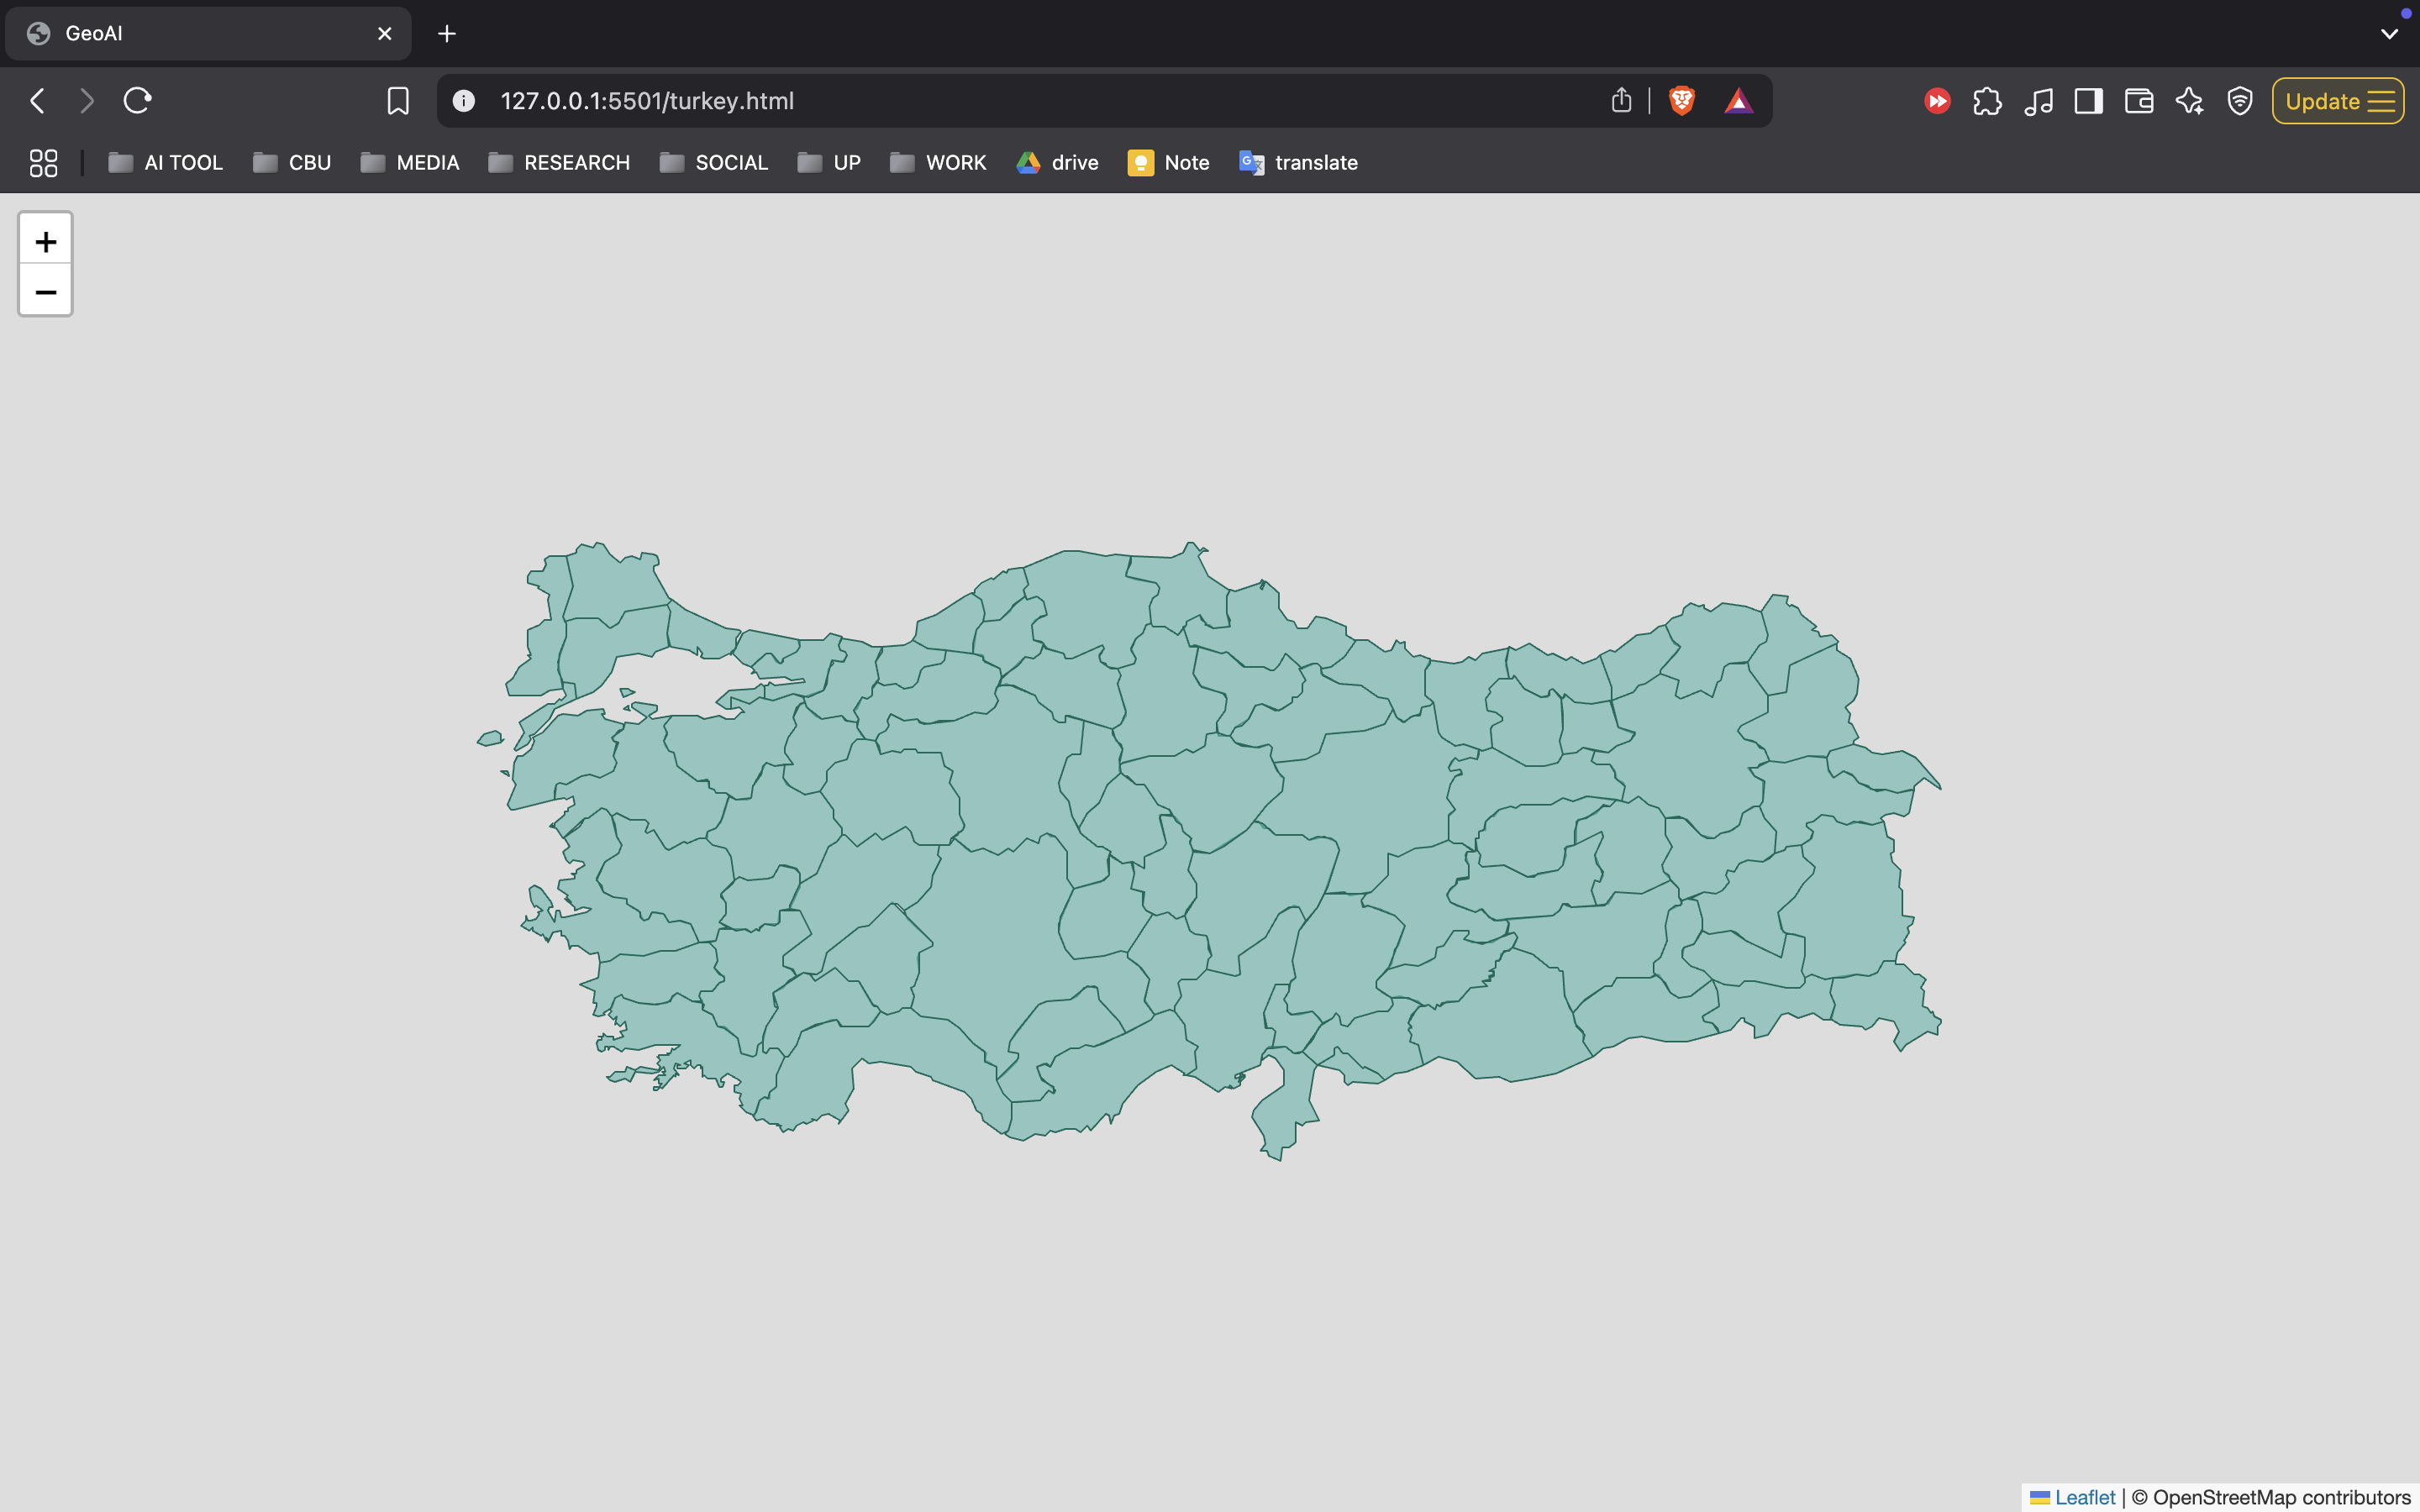 GeoAI
127.0.0.1:5501/turkey.html
Update
AI TOOL CBU MEDIA RESEARCH SOCIAL UP WORK drive Note translate
+
−
Leaflet | © OpenStreetMap contributors